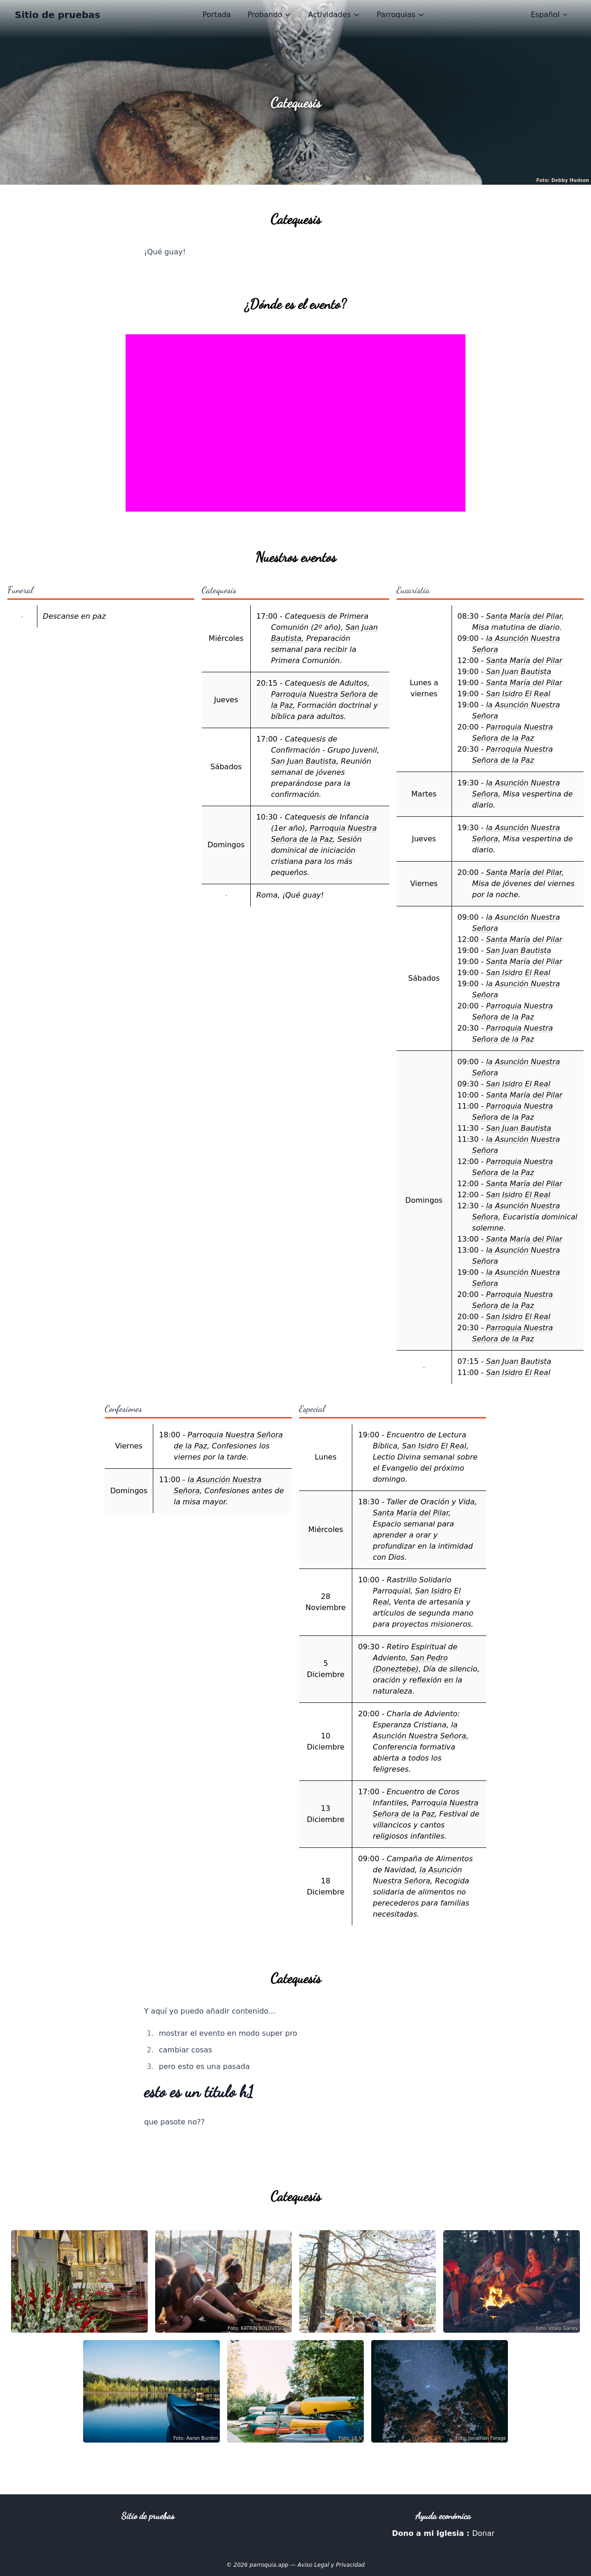 Sitio de pruebas
Portada
Probando
Actividades
Parroquias
Español
Catequesis
Foto: Debby Hudson
Catequesis
¡Qué guay!
¿Dónde es el evento?
Nuestros eventos
Funeral
-
Descanse en paz
Catequesis
Miércoles
17:00 - Catequesis de Primera
Comunión (2º año), San Juan
Bautista, Preparación
semanal para recibir la
Primera Comunión.
Jueves
20:15 - Catequesis de Adultos,
Parroquia Nuestra Señora de
la Paz, Formación doctrinal y
bíblica para adultos.
Sábados
17:00 - Catequesis de
Confirmación - Grupo Juvenil,
San Juan Bautista, Reunión
semanal de jóvenes
preparándose para la
confirmación.
Domingos
10:30 - Catequesis de Infancia
(1er año), Parroquia Nuestra
Señora de la Paz, Sesión
dominical de iniciación
cristiana para los más
pequeños.
-
Roma, ¡Qué guay!
Eucaristía
Lunes a
viernes
08:30 - Santa María del Pilar,
Misa matutina de diario.
09:00 - la Asunción Nuestra
Señora
12:00 - Santa María del Pilar
19:00 - San Juan Bautista
19:00 - Santa María del Pilar
19:00 - San Isidro El Real
19:00 - la Asunción Nuestra
Señora
20:00 - Parroquia Nuestra
Señora de la Paz
20:30 - Parroquia Nuestra
Señora de la Paz
Martes
19:30 - la Asunción Nuestra
Señora, Misa vespertina de
diario.
Jueves
19:30 - la Asunción Nuestra
Señora, Misa vespertina de
diario.
Viernes
20:00 - Santa María del Pilar,
Misa de jóvenes del viernes
por la noche.
Sábados
09:00 - la Asunción Nuestra
Señora
12:00 - Santa María del Pilar
19:00 - San Juan Bautista
19:00 - Santa María del Pilar
19:00 - San Isidro El Real
19:00 - la Asunción Nuestra
Señora
20:00 - Parroquia Nuestra
Señora de la Paz
20:30 - Parroquia Nuestra
Señora de la Paz
Domingos
09:00 - la Asunción Nuestra
Señora
09:30 - San Isidro El Real
10:00 - Santa María del Pilar
11:00 - Parroquia Nuestra
Señora de la Paz
11:30 - San Juan Bautista
11:30 - la Asunción Nuestra
Señora
12:00 - Parroquia Nuestra
Señora de la Paz
12:00 - Santa María del Pilar
12:00 - San Isidro El Real
12:30 - la Asunción Nuestra
Señora, Eucaristía dominical
solemne.
13:00 - Santa María del Pilar
13:00 - la Asunción Nuestra
Señora
19:00 - la Asunción Nuestra
Señora
20:00 - Parroquia Nuestra
Señora de la Paz
20:00 - San Isidro El Real
20:30 - Parroquia Nuestra
Señora de la Paz
-
07:15 - San Juan Bautista
11:00 - San Isidro El Real
Confesiones
Viernes
18:00 - Parroquia Nuestra Señora
de la Paz, Confesiones los
viernes por la tarde.
Domingos
11:00 - la Asunción Nuestra
Señora, Confesiones antes de
la misa mayor.
Especial
Lunes
19:00 - Encuentro de Lectura
Bíblica, San Isidro El Real,
Lectio Divina semanal sobre
el Evangelio del próximo
domingo.
Miércoles
18:30 - Taller de Oración y Vida,
Santa María del Pilar,
Espacio semanal para
aprender a orar y
profundizar en la intimidad
con Dios.
28
Noviembre
10:00 - Rastrillo Solidario
Parroquial, San Isidro El
Real, Venta de artesanía y
artículos de segunda mano
para proyectos misioneros.
5
Diciembre
09:30 - Retiro Espiritual de
Adviento, San Pedro
(Doneztebe), Día de silencio,
oración y reflexión en la
naturaleza.
10
Diciembre
20:00 - Charla de Adviento:
Esperanza Cristiana, la
Asunción Nuestra Señora,
Conferencia formativa
abierta a todos los
feligreses.
13
Diciembre
17:00 - Encuentro de Coros
Infantiles, Parroquia Nuestra
Señora de la Paz, Festival de
villancicos y cantos
religiosos infantiles.
18
Diciembre
09:00 - Campaña de Alimentos
de Navidad, la Asunción
Nuestra Señora, Recogida
solidaria de alimentos no
perecederos para familias
necesitadas.
Catequesis
Y aquí yo puedo añadir contenido...
1. mostrar el evento en modo super pro
2. cambiar cosas
3. pero esto es una pasada
esto es un titulo h1
que pasote no??
Catequesis
Foto: KATRIN BOLOVTSOVA
Foto: Vitaly Gariev
Foto: Aaron Burden
Foto: LX V
Foto: Jonathan Forage
Sitio de pruebas
Ayuda económica
Dono a mi Iglesia : Donar
© 2026 parroquia.app — Aviso Legal y Privacidad